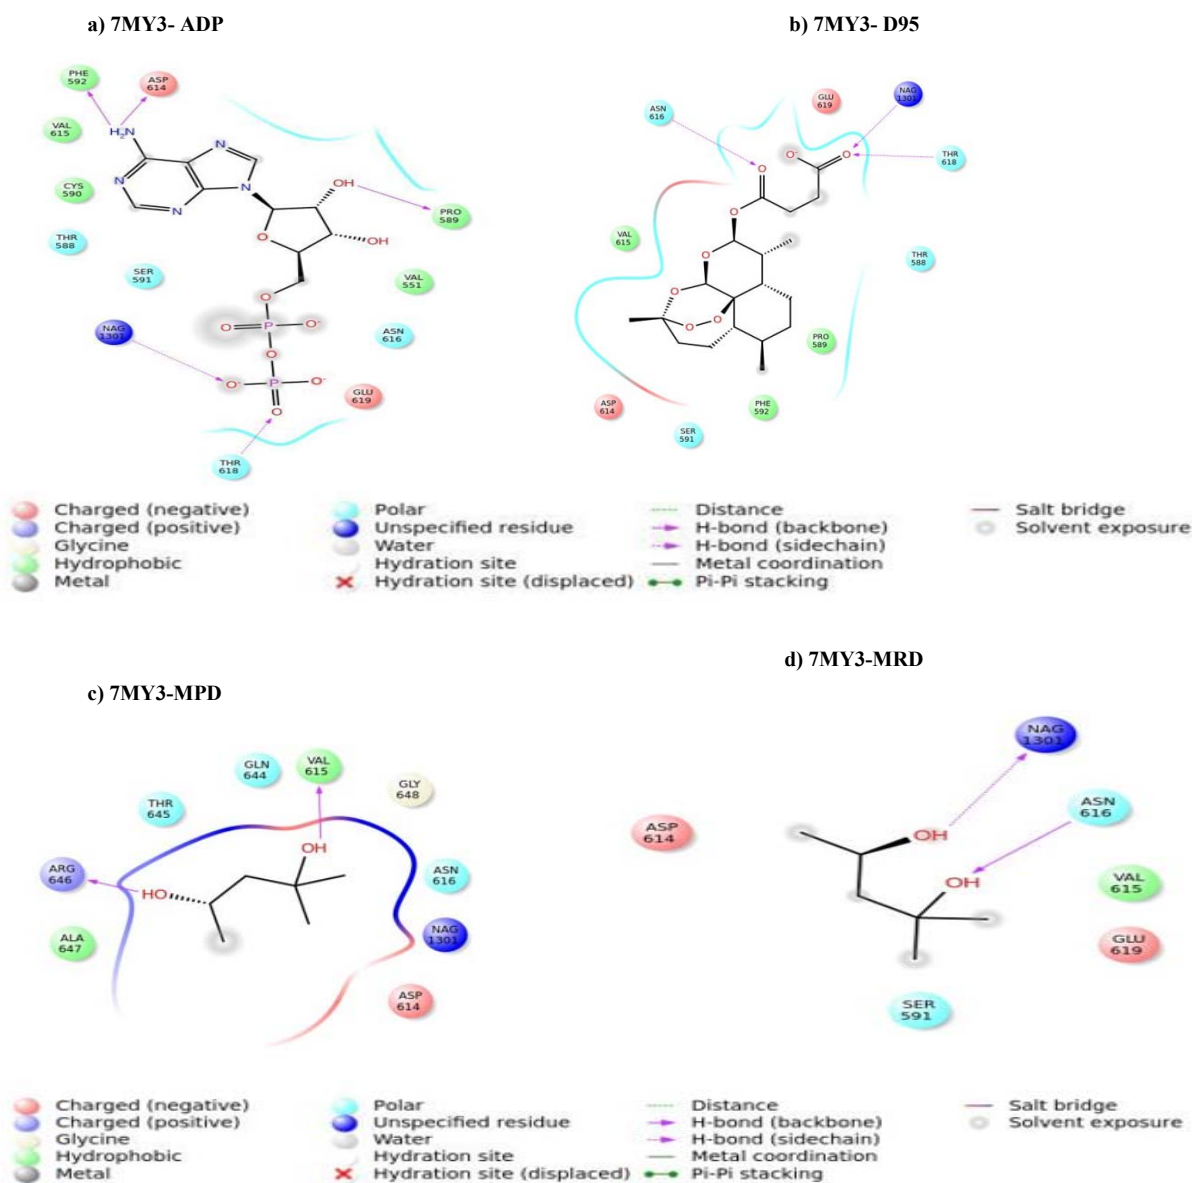 a) 7MY3- ADP
b) 7MY3- D95
PHE
592
ASP
614
VAL
615
H2N
N
N
CYS
590
N
N
N
OH
PRO
589
THR
588
O
OH
SER
591
VAL
551
O
NAG
1301
O
P
O-
ASN
616
O
O-
P
O-
GLU
619
O
THR
618
GLU
619
NAG
1301
ASN
616
O
O-
O
THR
618
O
VAL
615
O
THR
588
O
O
O
PRO
589
ASP
614
PHE
592
SER
591
Charged (negative)
Charged (positive)
Glycine
Hydrophobic
Metal
Polar
Unspecified residue
Water
Hydration site
Hydration site (displaced)
Distance
H-bond (backbone)
H-bond (sidechain)
Metal coordination
Pi-Pi stacking
Salt bridge
Solvent exposure
c) 7MY3-MPD
d) 7MY3-MRD
GLN
644
VAL
615
GLY
648
THR
645
OH
ARG
646
HO
ASN
616
ALA
647
NAG
1301
ASP
614
NAG
1301
ASP
614
OH
ASN
616
OH
VAL
615
GLU
619
SER
591
Charged (negative)
Charged (positive)
Glycine
Hydrophobic
Metal
Polar
Unspecified residue
Water
Hydration site
Hydration site (displaced)
Distance
H-bond (backbone)
H-bond (sidechain)
Metal coordination
Pi-Pi stacking
Salt bridge
Solvent exposure